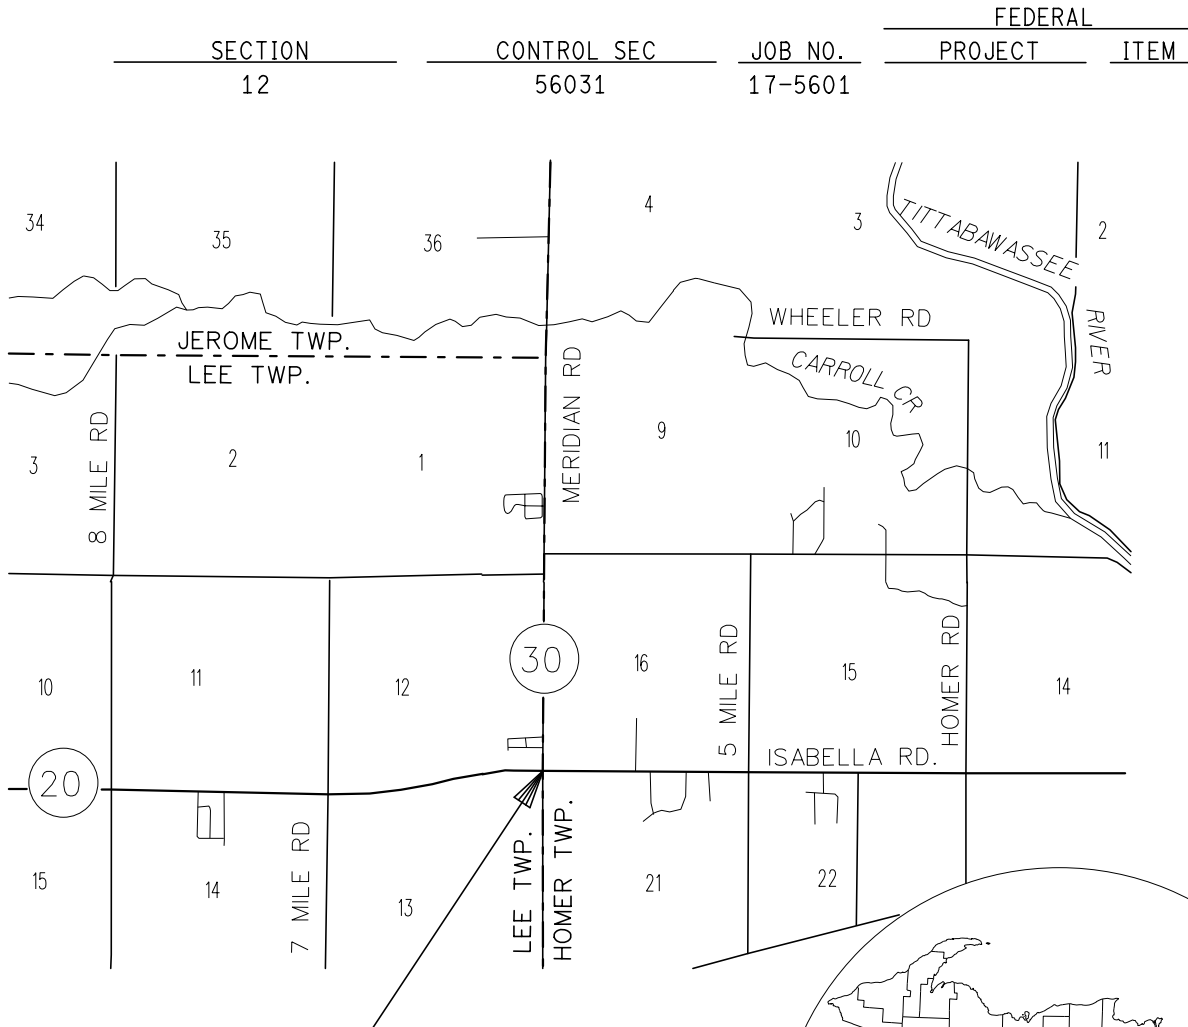 FEDERAL
SECTION CONTROL SEC JOB NO. PROJECT ITEM
12 56031 17-5601
34 35 36 4 3 2
TITTABAWASSEE
RIVER
WHEELER RD
JEROME TWP.
LEE TWP.
CARROLL CR
MERIDIAN RD
8 MILE RD
3 2 1 9 10 11
30
5 MILE RD
HOMER RD
10 11 12 16 15 14
ISABELLA RD.
20
7 MILE RD
LEE TWP.
HOMER TWP.
15 14 13 21 22